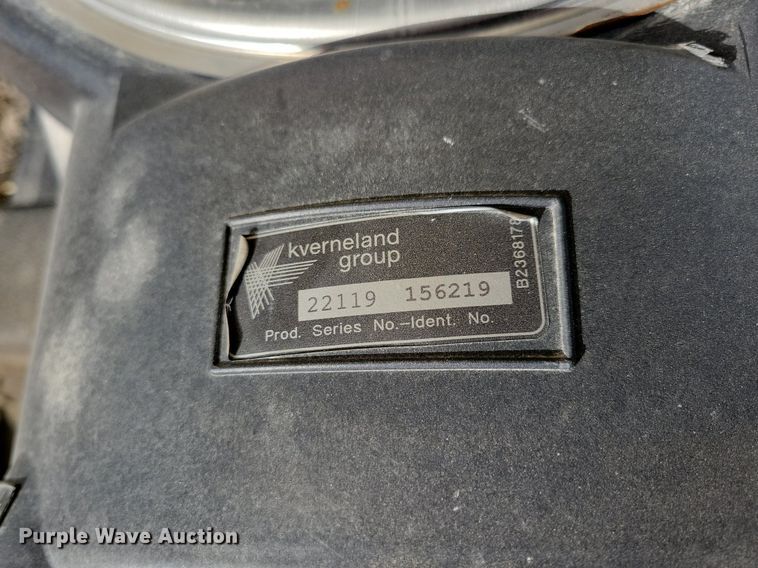 kverneland
group
22119 156219
Prod. Series No.-Ident. No.
B2368178
Purple Wave Auction